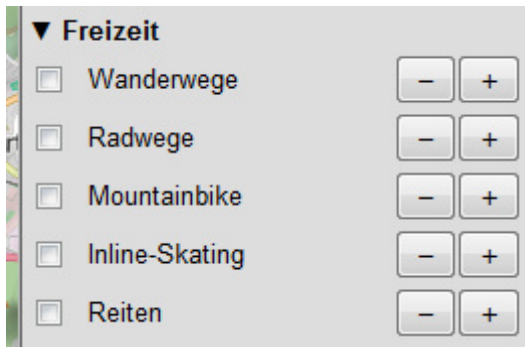 ▼ Freizeit
Wanderwege − +
Radwege − +
Mountainbike − +
Inline-Skating − +
Reiten − +